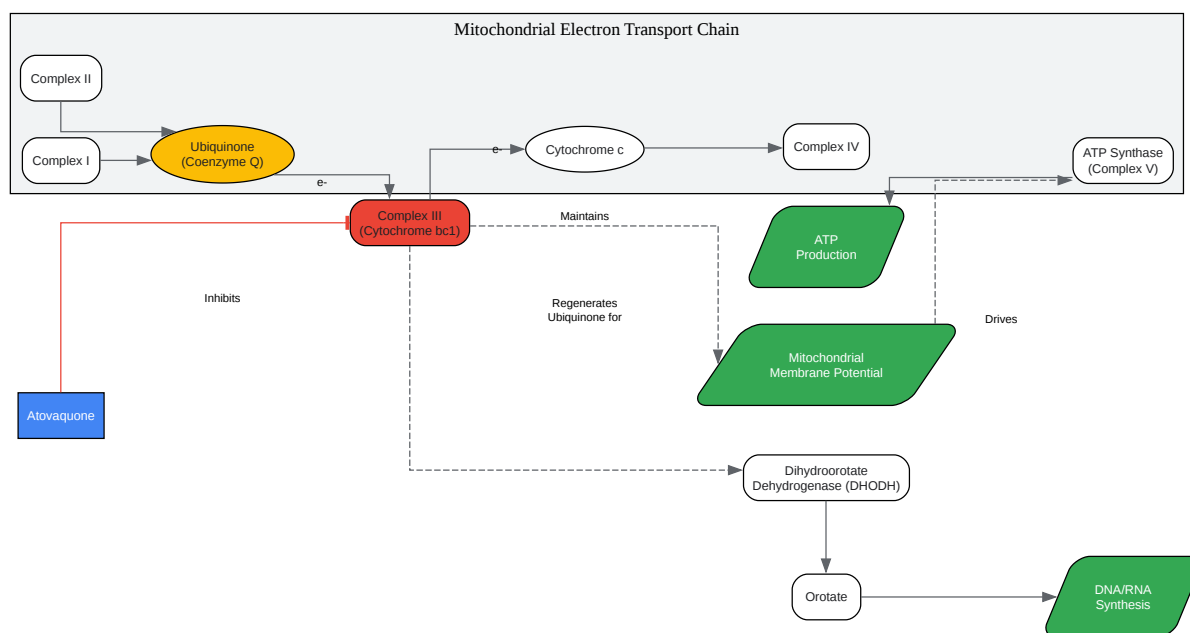 Mitochondrial Electron Transport Chain
Complex II
Complex I
Ubiquinone
(Coenzyme Q)
e-
e-
Cytochrome c
Complex IV
ATP Synthase
(Complex V)
Complex III
(Cytochrome bc1)
Maintains
ATP
Production
Inhibits
Regenerates
Ubiquinone for
Drives
Mitochondrial
Membrane Potential
Atovaquone
Dihydroorotate
Dehydrogenase (DHODH)
Orotate
DNA/RNA
Synthesis